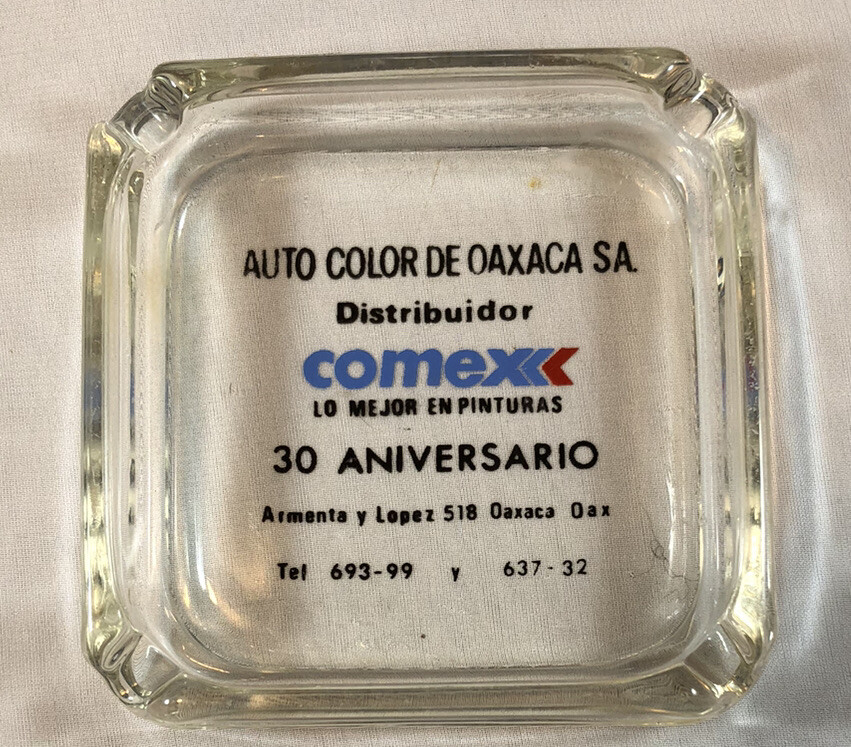 AUTO COLOR DE OAXACA SA.
Distribuidor
comex
LO MEJOR EN PINTURAS
30 ANIVERSARIO
Armenta y Lopez 518 Oaxaca Oax
Tel 693-99 y 637-32